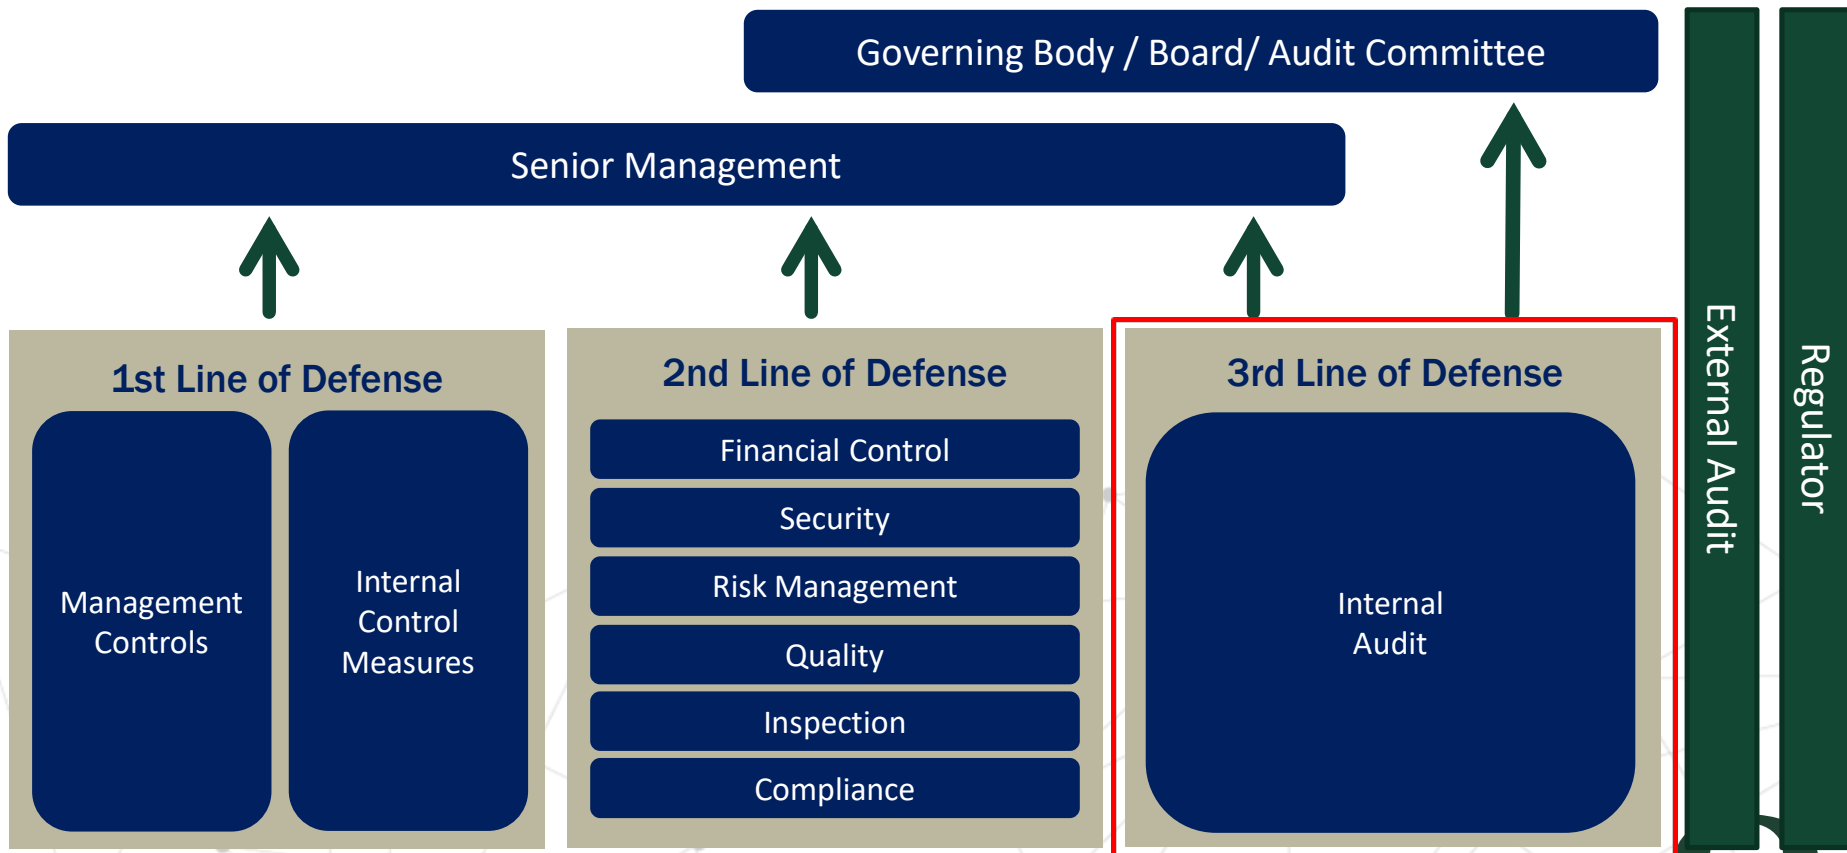 Governing Body / Board/ Audit Committee
Senior Management
1st Line of Defense
Management
Controls
Internal
Control
Measures
2nd Line of Defense
Financial Control
Security
Risk Management
Quality
Inspection
Compliance
3rd Line of Defense
Internal
Audit
External Audit
Regulator